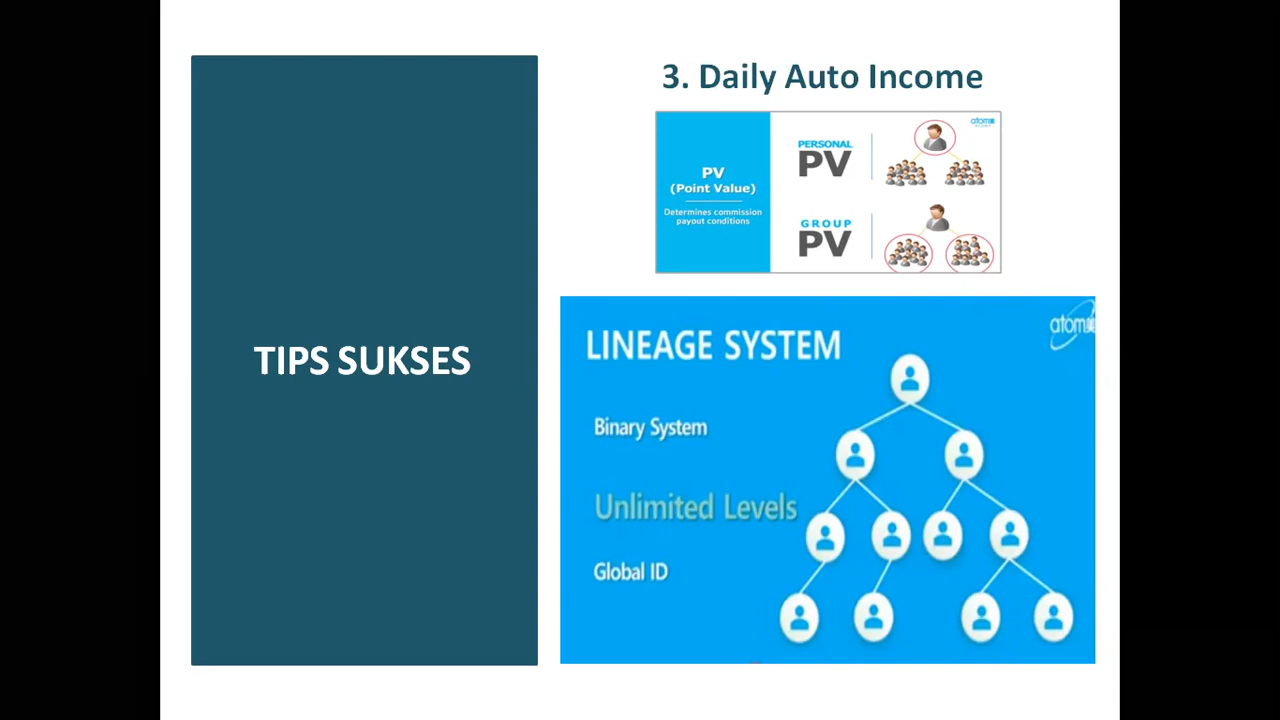 TIPS SUKSES
3. Daily Auto Income
PV
(Point Value)
Determines commission
payout conditions
PERSONAL
PV
GROUP
PV
LINEAGE SYSTEM
Binary System
Unlimited Levels
Global ID